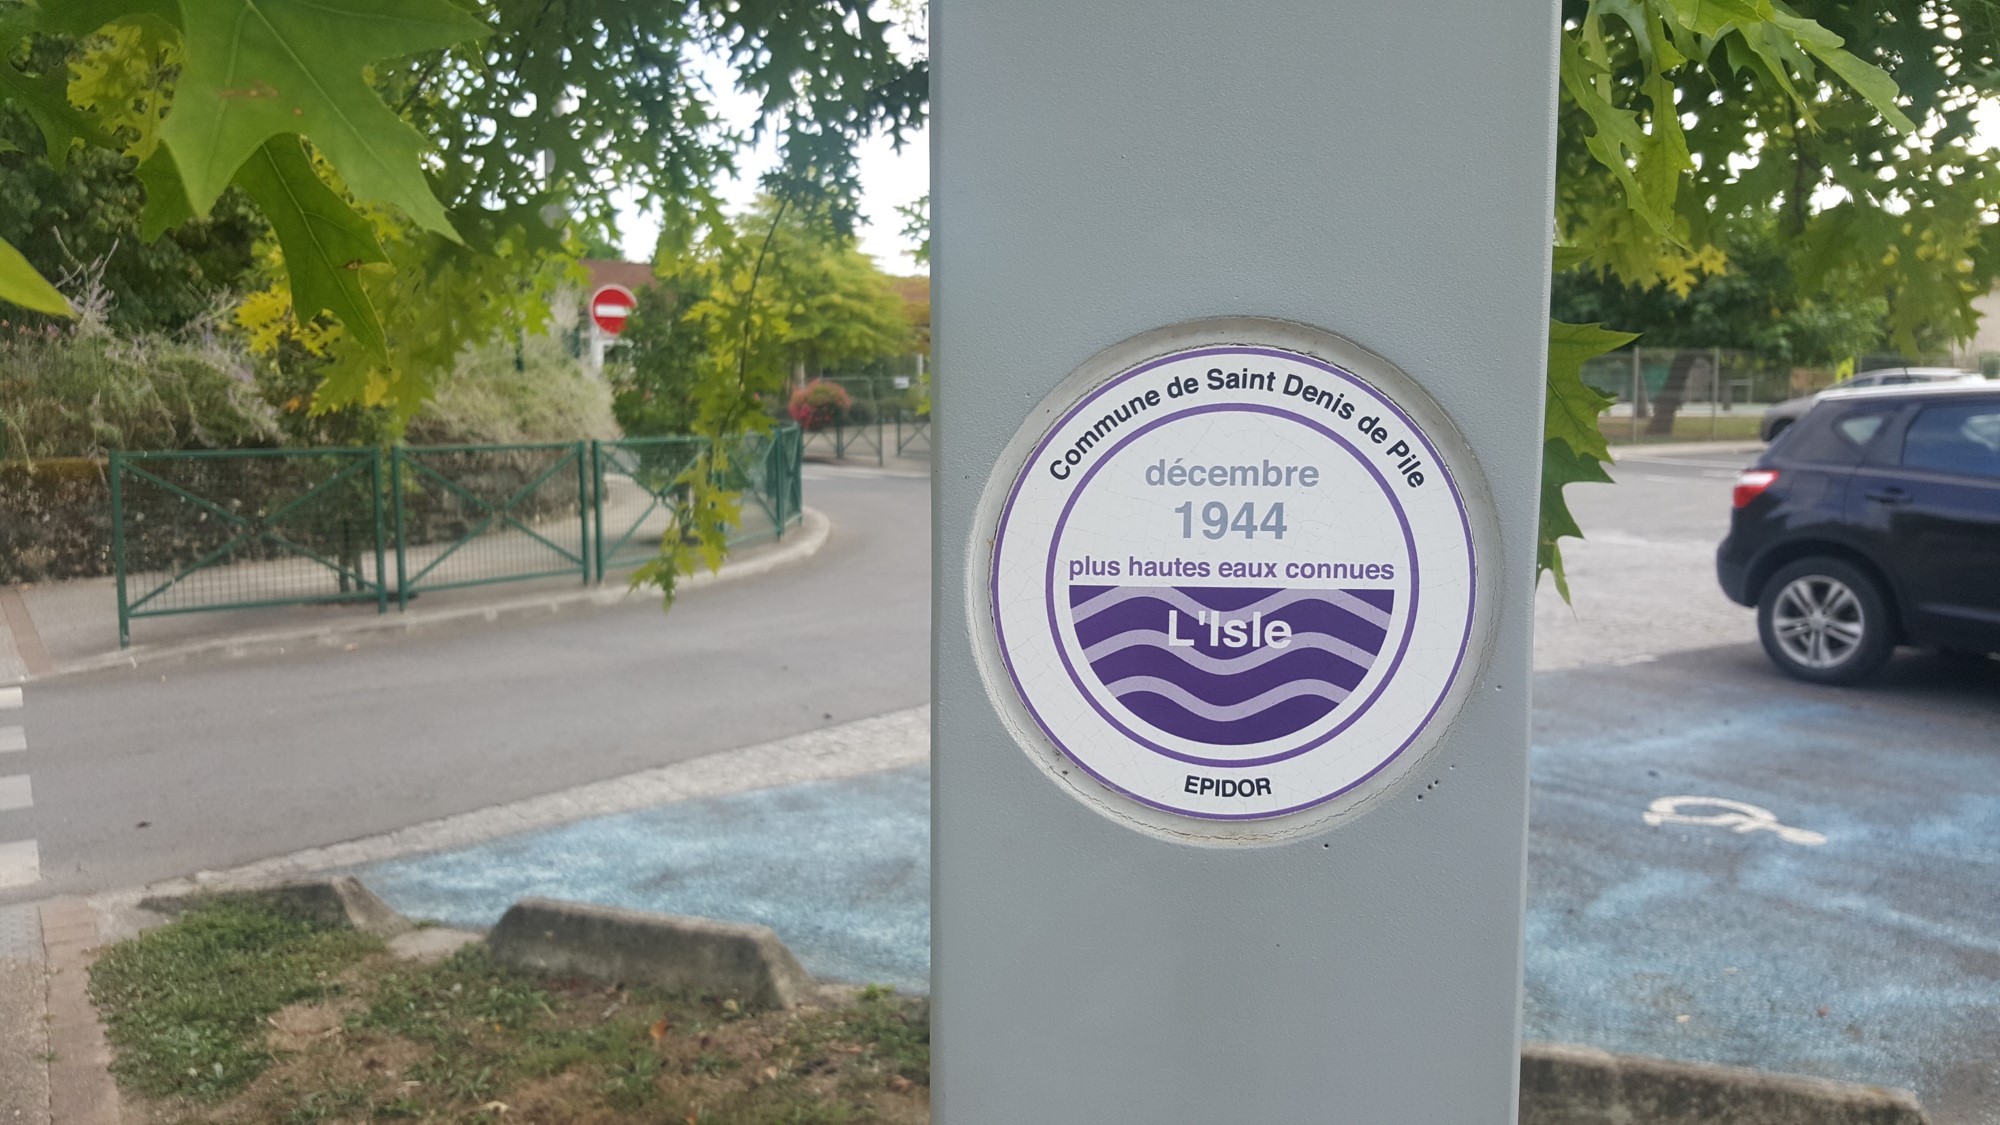 Commune de Saint Denis de Pile
décembre
1944
plus hautes eaux connues
L'Isle
EPIDOR